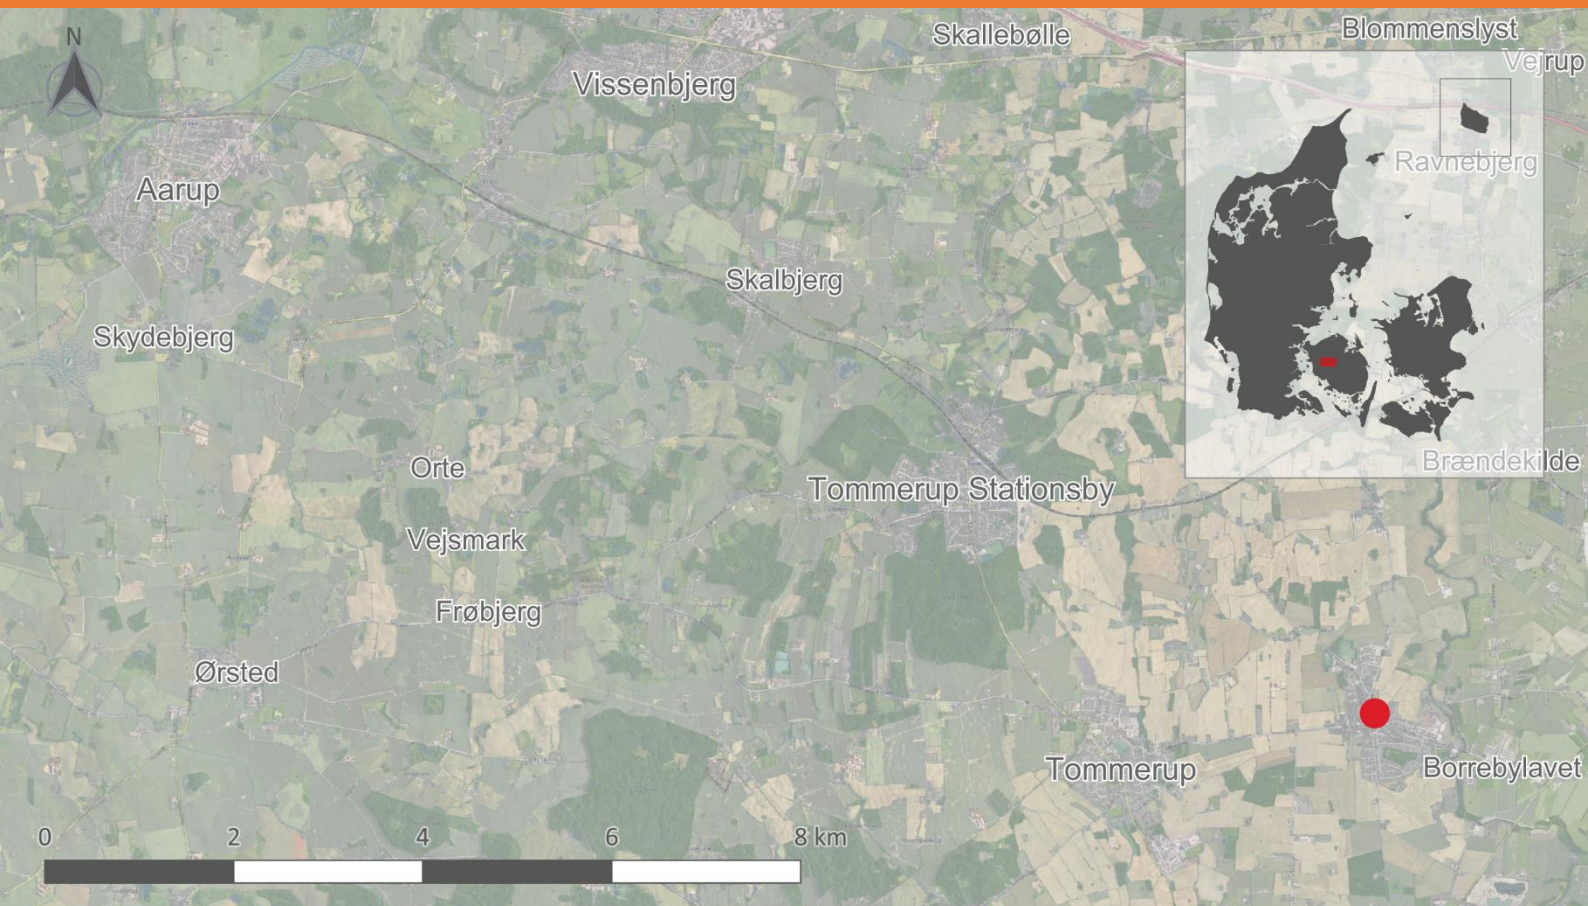 N
Skallebølle
Blommenslyst
Vejrup
Vissenbjerg
Ravnebjerg
Aarup
Skalbjerg
Skydebjerg
Brændekilde
Orte
Tommerup Stationsby
Vejsmark
Frøbjerg
Ørsted
Tommerup
Borrebylavet
0 2 4 6 8 km